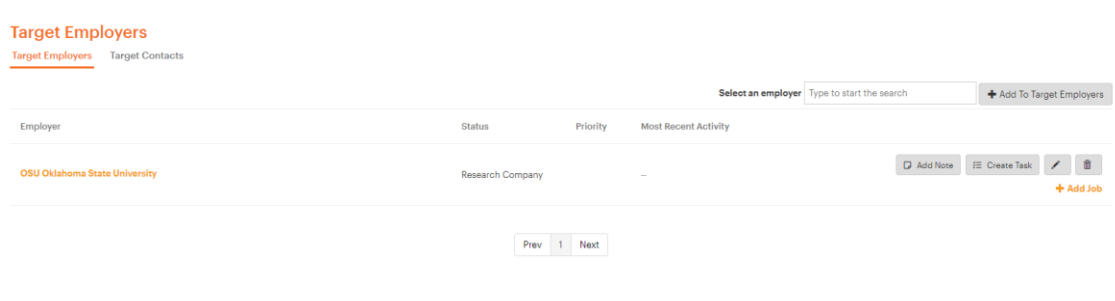 Target Employers
Target Employers Target Contacts
Select an employer Type to start the search + Add To Target Employers
Employer Status Priority Most Recent Activity
OSU Oklahoma State University Research Company -- Add Note Create Task
+ Add Job
Prev 1 Next